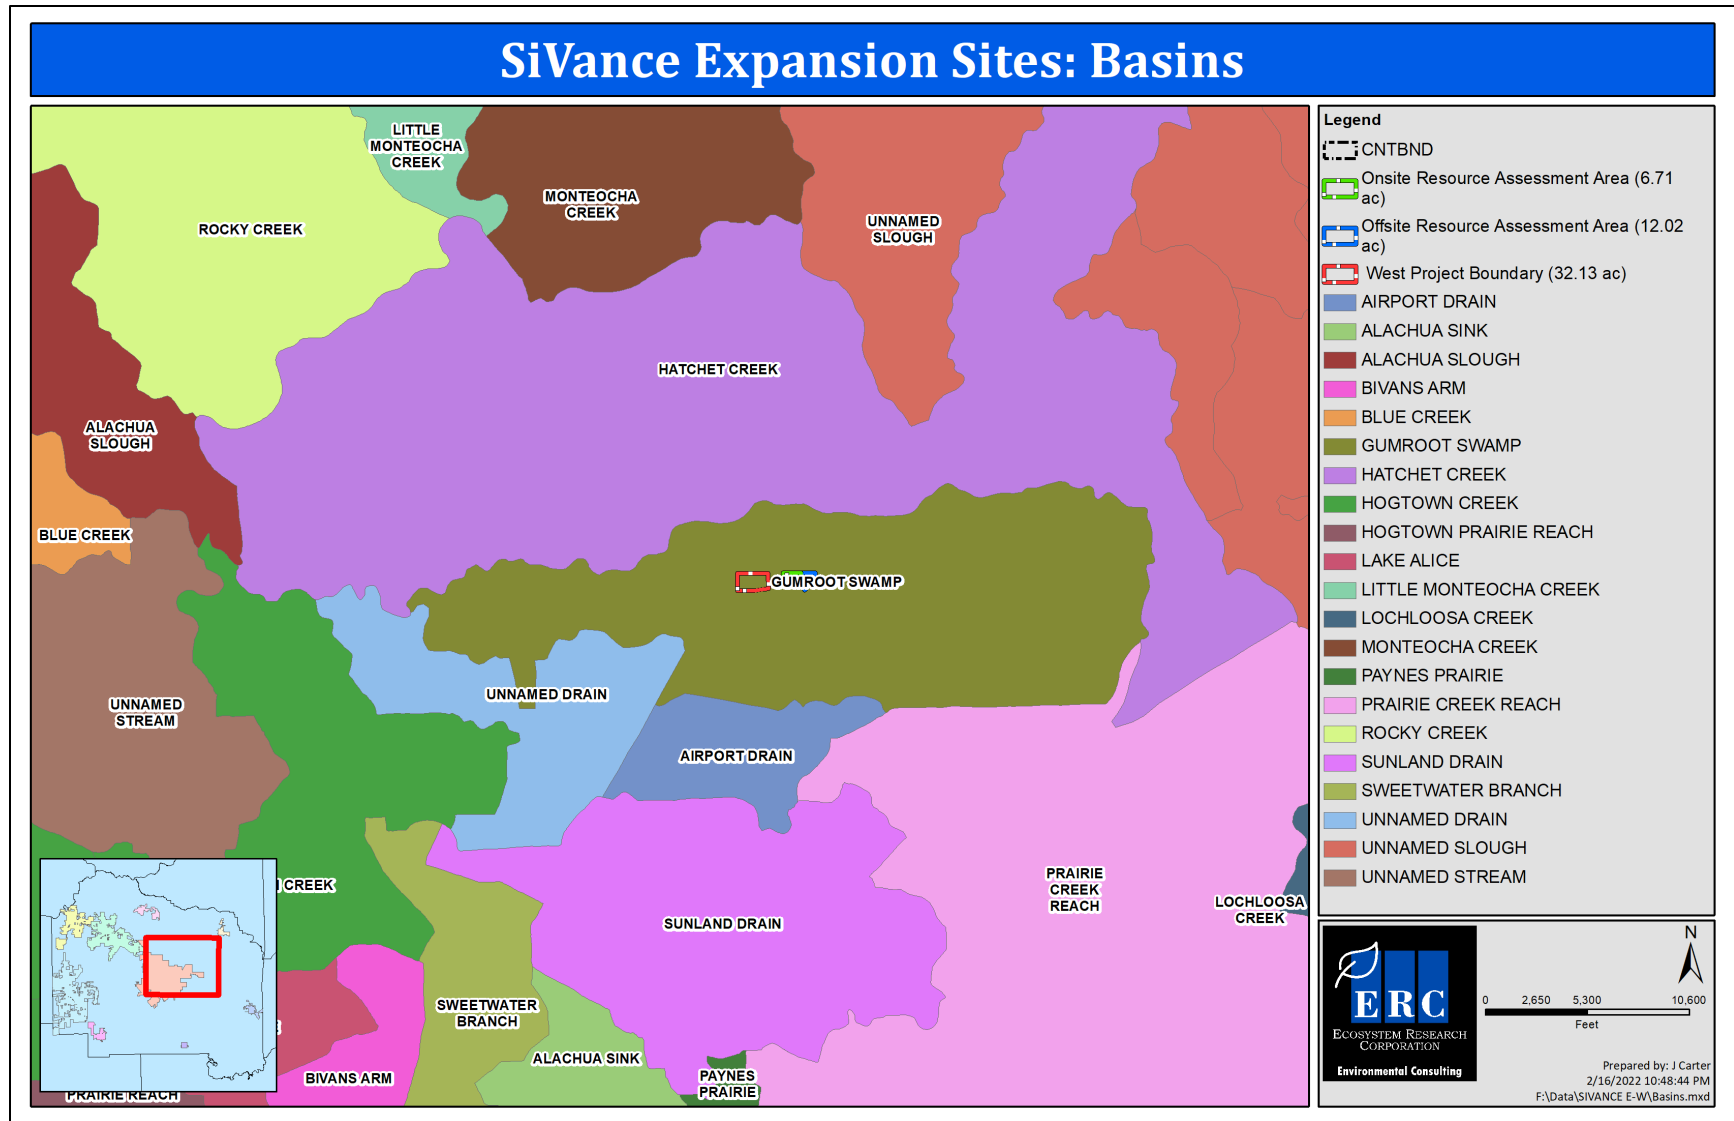 SiVance Expansion Sites: Basins
LITTLE
MONTEOCHA
CREEK
MONTEOCHA
CREEK
ROCKY CREEK
UNNAMED
SLOUGH
HATCHET CREEK
ALACHUA
SLOUGH
BLUE CREEK
GUMROOT SWAMP
UNNAMED DRAIN
UNNAMED
STREAM
AIRPORT DRAIN
PRAIRIE
CREEK
REACH
CREEK
LOCHLOOSA
CREEK
SUNLAND DRAIN
SWEETWATER
BRANCH
ALACHUA SINK
BIVANS ARM
PAYNES
PRAIRIE
PRAIRIE REACH
Legend
CNTBND
Onsite Resource Assessment Area (6.71
ac)
Offsite Resource Assessment Area (12.02
ac)
West Project Boundary (32.13 ac)
AIRPORT DRAIN
ALACHUA SINK
ALACHUA SLOUGH
BIVANS ARM
BLUE CREEK
GUMROOT SWAMP
HATCHET CREEK
HOGTOWN CREEK
HOGTOWN PRAIRIE REACH
LAKE ALICE
LITTLE MONTEOCHA CREEK
LOCHLOOSA CREEK
MONTEOCHA CREEK
PAYNES PRAIRIE
PRAIRIE CREEK REACH
ROCKY CREEK
SUNLAND DRAIN
SWEETWATER BRANCH
UNNAMED DRAIN
UNNAMED SLOUGH
UNNAMED STREAM
ERC
ECOSYSTEM RESEARCH
CORPORATION
Environmental Consulting
N
0 2,650 5,300 10,600
Feet
Prepared by: J Carter
2/16/2022 10:48:44 PM
F:\Data\SIVANCE E-W\Basins.mxd